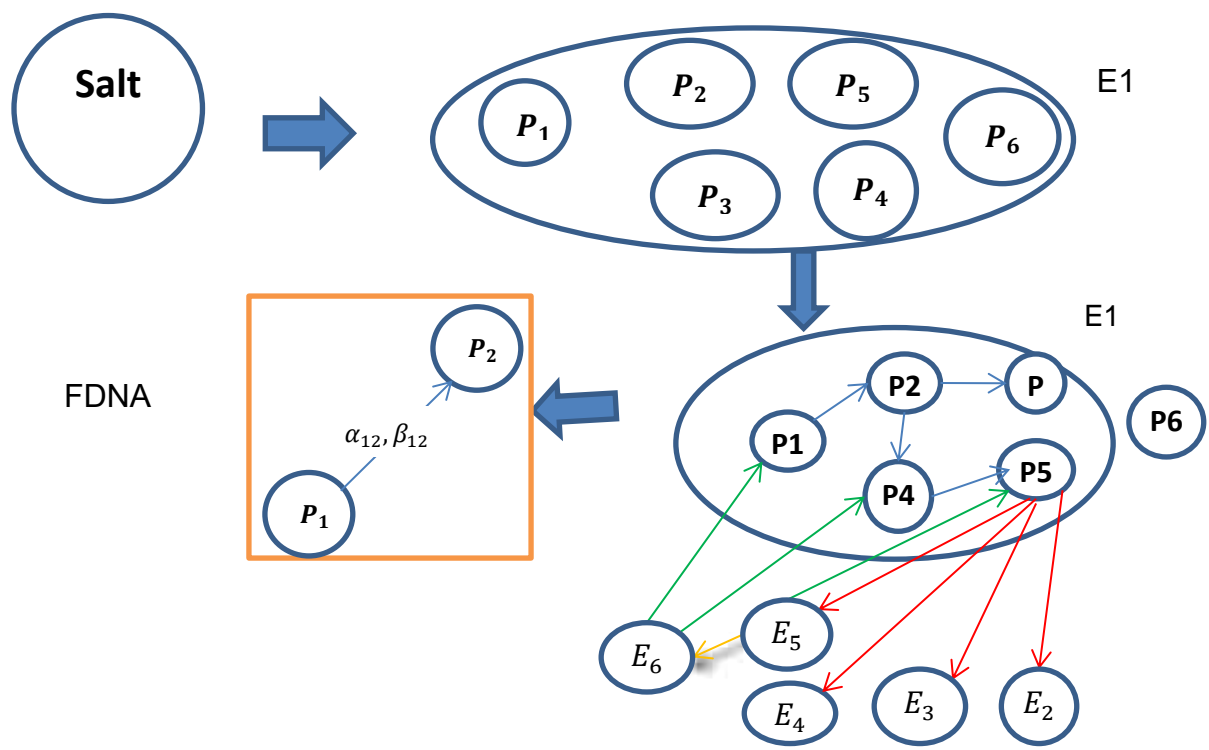 Salt
P₁
P₂
P₅
P₆
P₃
P₄
E1
E1
FDNA
P₂
α₁₂, β₁₂
P₁
P2
P
P1
P4
P5
P6
E₆
E₅
E₄
E₃
E₂